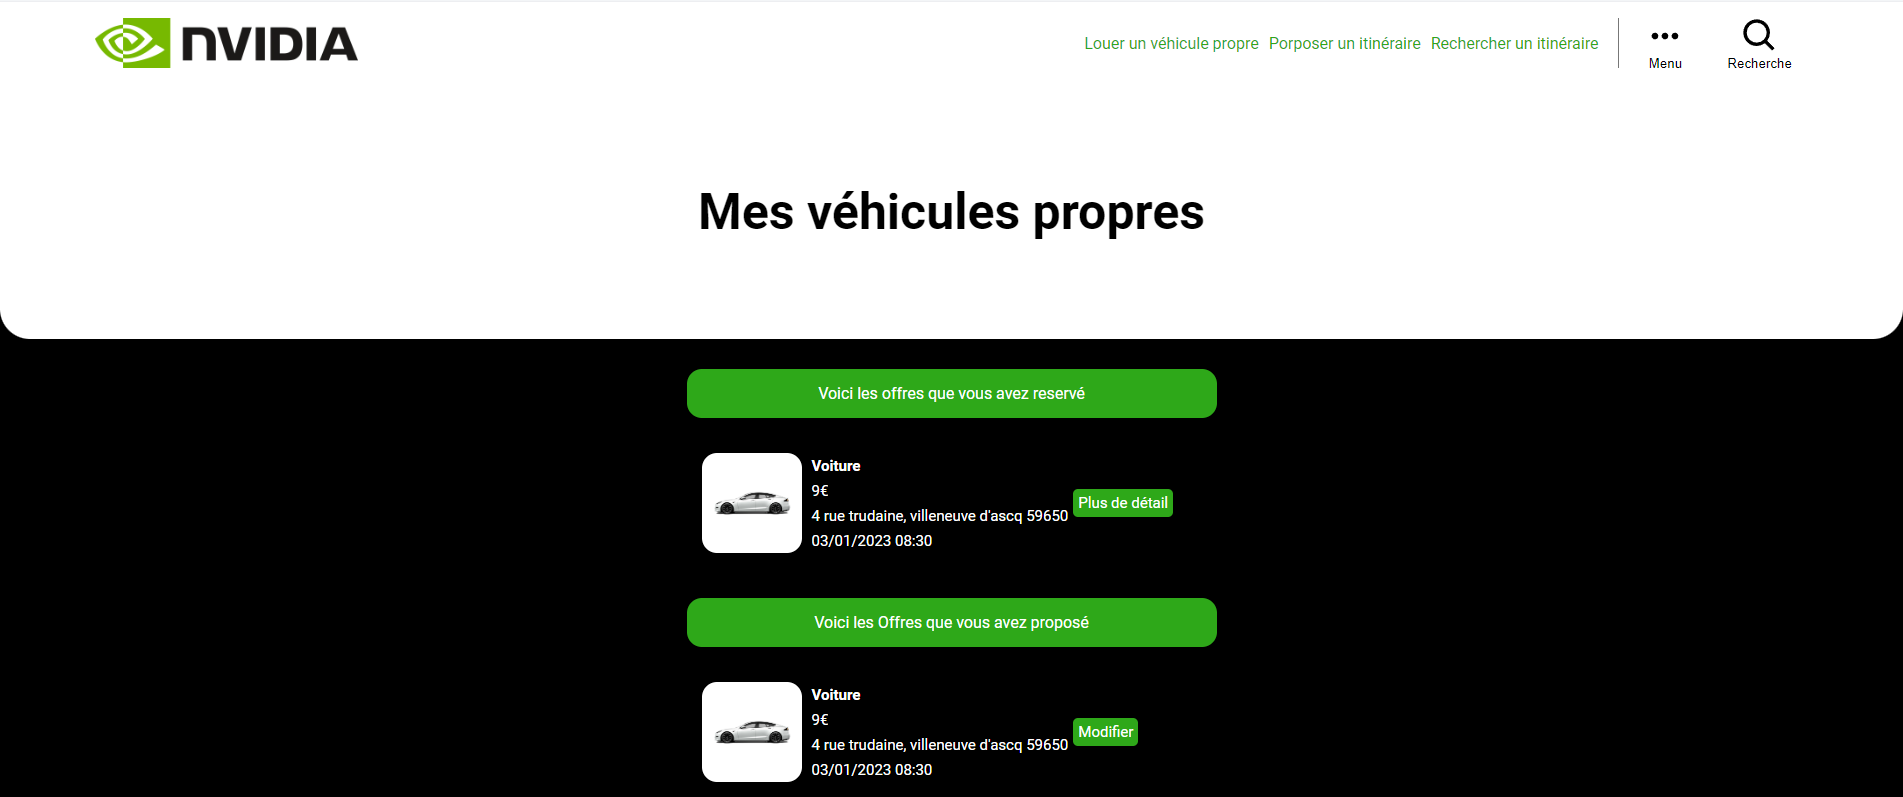 NVIDIA
Louer un véhicule propre Porposer un itinéraire Rechercher un itinéraire
Menu
Recherche
Mes véhicules propres
Voici les offres que vous avez reservé
Voiture
9€
4 rue trudaine, villeneuve d'ascq 59650
03/01/2023 08:30
Plus de détail
Voici les Offres que vous avez proposé
Voiture
9€
4 rue trudaine, villeneuve d'ascq 59650
03/01/2023 08:30
Modifier